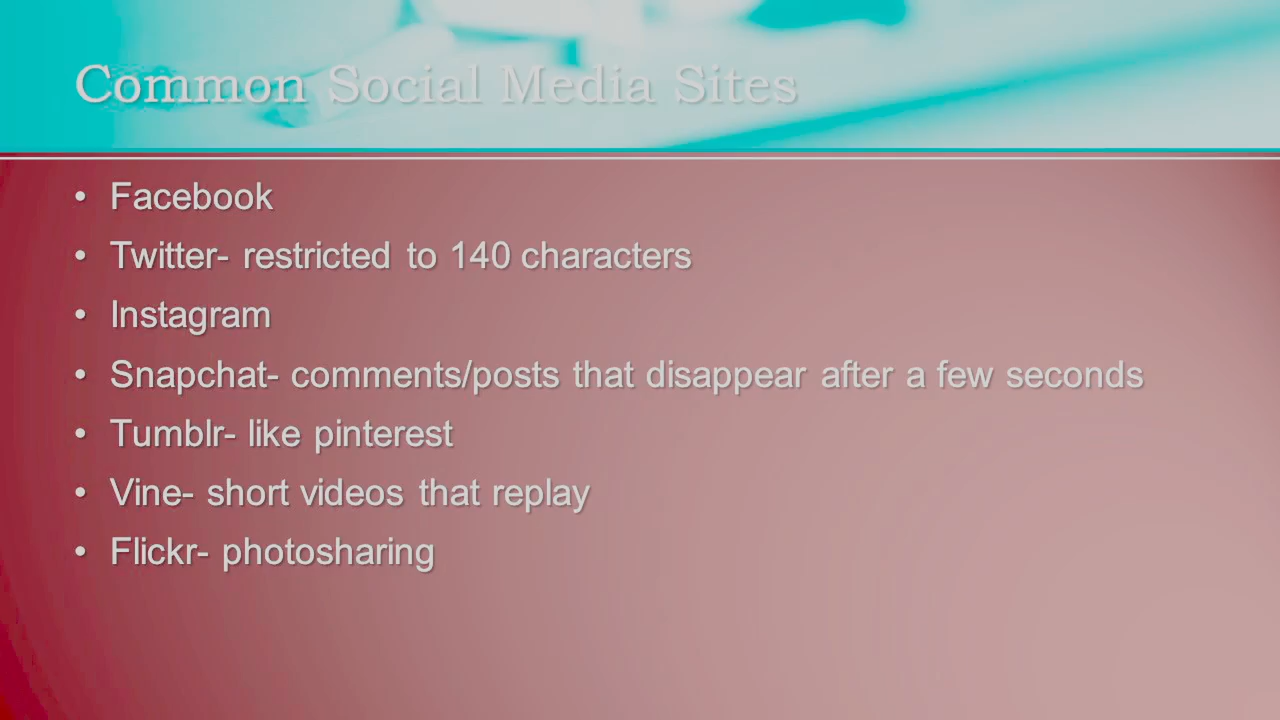 Common Social Media Sites
• Facebook
• Twitter- restricted to 140 characters
• Instagram
• Snapchat- comments/posts that disappear after a few seconds
• Tumblr- like pinterest
• Vine- short videos that replay
• Flickr- photosharing